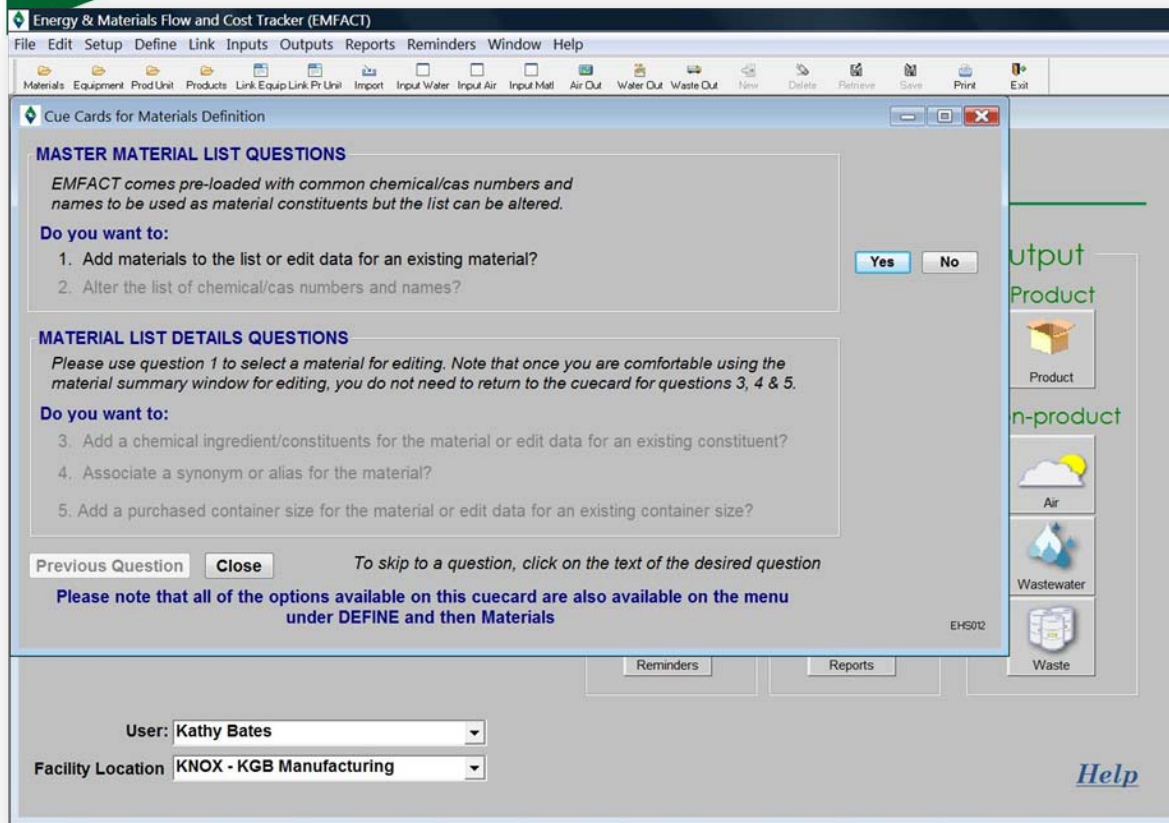 Energy & Materials Flow and Cost Tracker (EMFACT)
File Edit Setup Define Link Inputs Outputs Reports Reminders Window Help
Materials Equipment Prod Unit Products Link Equip Link Pr Unit Import Input Water Input Air Input Matl Air Out Water Out Waste Out New Delete Retrieve Save Print Exit
Cue Cards for Materials Definition
MASTER MATERIAL LIST QUESTIONS
EMFACT comes pre-loaded with common chemical/cas numbers and
names to be used as material constituents but the list can be altered.
Do you want to:
1. Add materials to the list or edit data for an existing material?
Yes No
2. Alter the list of chemical/cas numbers and names?
MATERIAL LIST DETAILS QUESTIONS
Please use question 1 to select a material for editing. Note that once you are comfortable using the
material summary window for editing, you do not need to return to the cuecard for questions 3, 4 & 5.
Do you want to:
3. Add a chemical ingredient/constituents for the material or edit data for an existing constituent?
4. Associate a synonym or alias for the material?
5. Add a purchased container size for the material or edit data for an existing container size?
Previous Question Close To skip to a question, click on the text of the desired question
Please note that all of the options available on this cuecard are also available on the menu
under DEFINE and then Materials
EHS012
utput
Product
Product
n-product
Air
Wastewater
Waste
Reminders Reports
User: Kathy Bates
Facility Location KNOX - KGB Manufacturing
Help